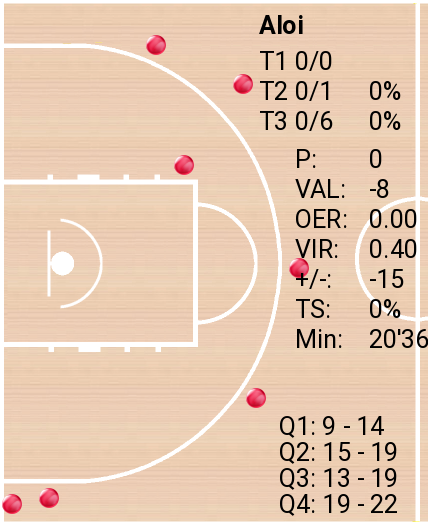 Aloi
T1 0/0
T2 0/1 0%
T3 0/6 0%
P: 0
VAL: -8
OER: 0.00
VIR: 0.40
+/-: -15
TS: 0%
Min: 20'36
Q1: 9 - 14
Q2: 15 - 19
Q3: 13 - 19
Q4: 19 - 22